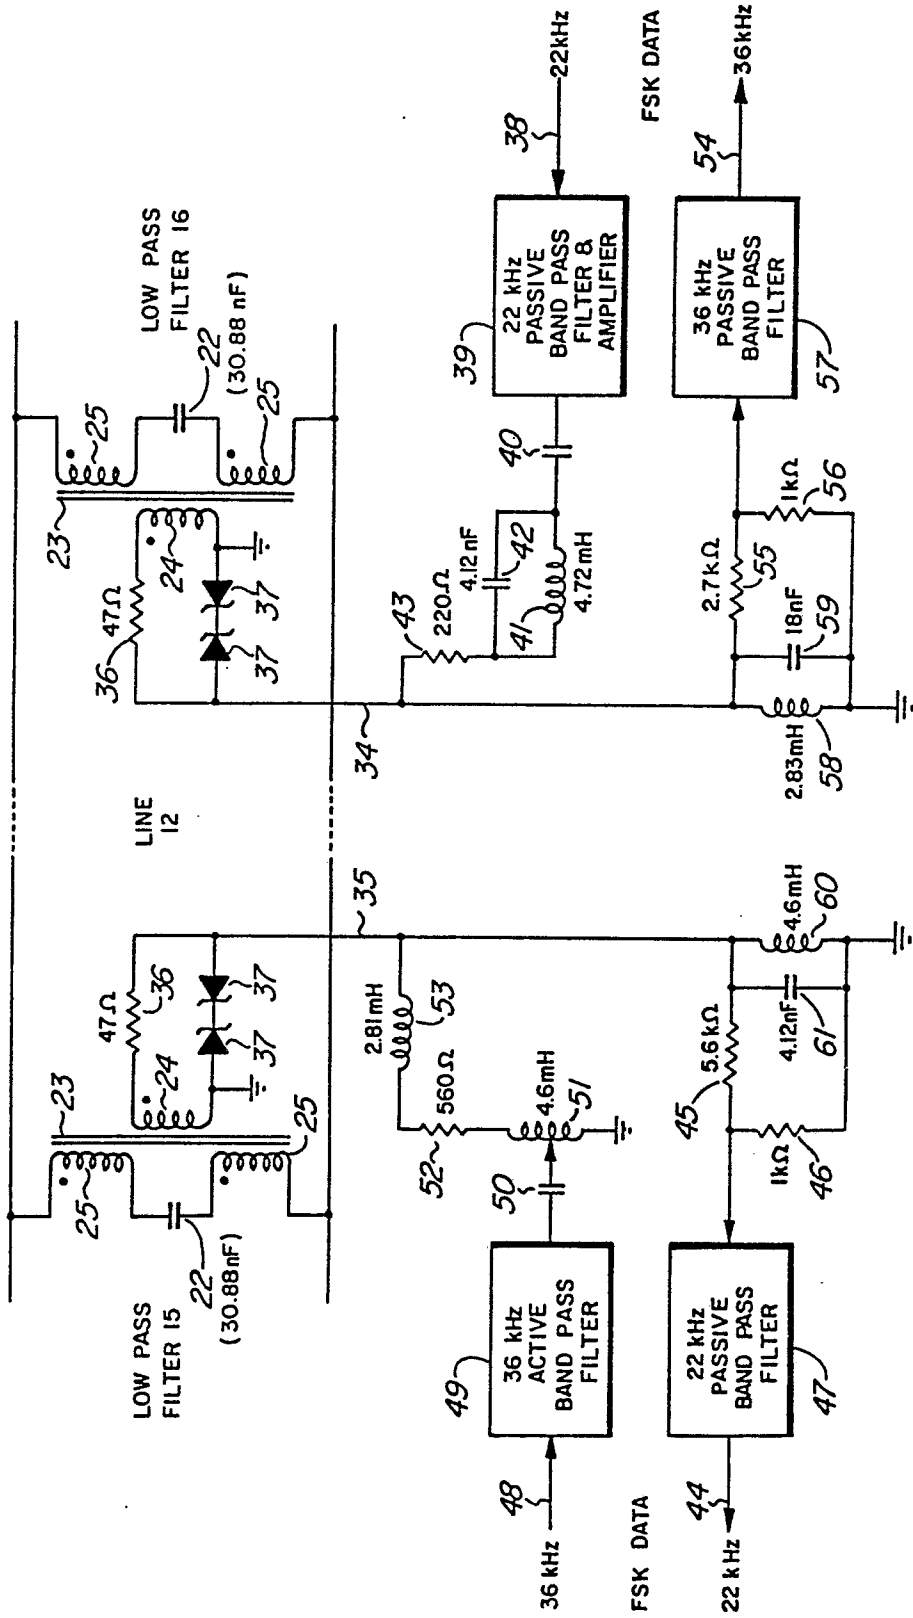 LOW PASS
FILTER 15
22
(30.88nF)
25
25
23
24
47Ω
36
37
37
LINE
12
35
34
LOW PASS
FILTER 16
22
(30.88 nF)
25
25
23
24
47Ω
36
37
37
36 kHz
48
49
36 kHz
ACTIVE
BAND PASS
FILTER
50
4.6mH
51
560Ω
52
2.81mH
53
43
220Ω
4.12nF
42
41
4.72mH
40
39
22 kHz
PASSIVE
BAND PASS
FILTER &
AMPLIFIER
38
22kHz
FSK DATA
FSK DATA
22 kHz
44
22 kHz
PASSIVE
BAND PASS
FILTER
47
1kΩ
46
45
5.6kΩ
4.12nF
61
4.6mH
60
2.83mH
58
18nF
59
2.7kΩ
55
1kΩ
56
36 kHz
PASSIVE
BAND PASS
FILTER
57
54
36kHz